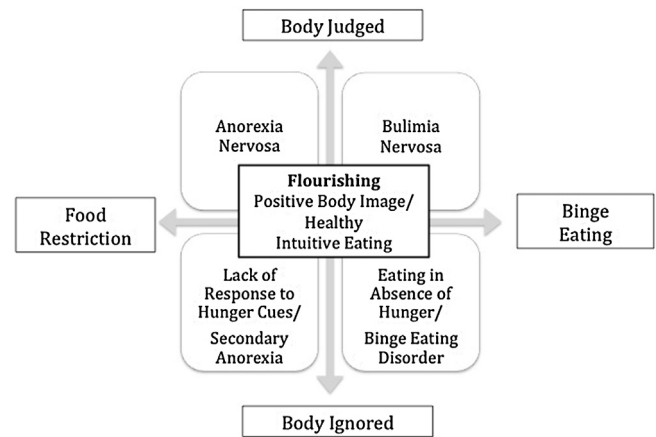 Body Judged
Anorexia
Nervosa
Bulimia
Nervosa
Flourishing
Positive Body Image/
Healthy
Intuitive Eating
Food
Restriction
Binge
Eating
Lack of
Response to
Hunger Cues/
Secondary
Anorexia
Eating in
Absence of
Hunger/
Binge Eating
Disorder
Body Ignored